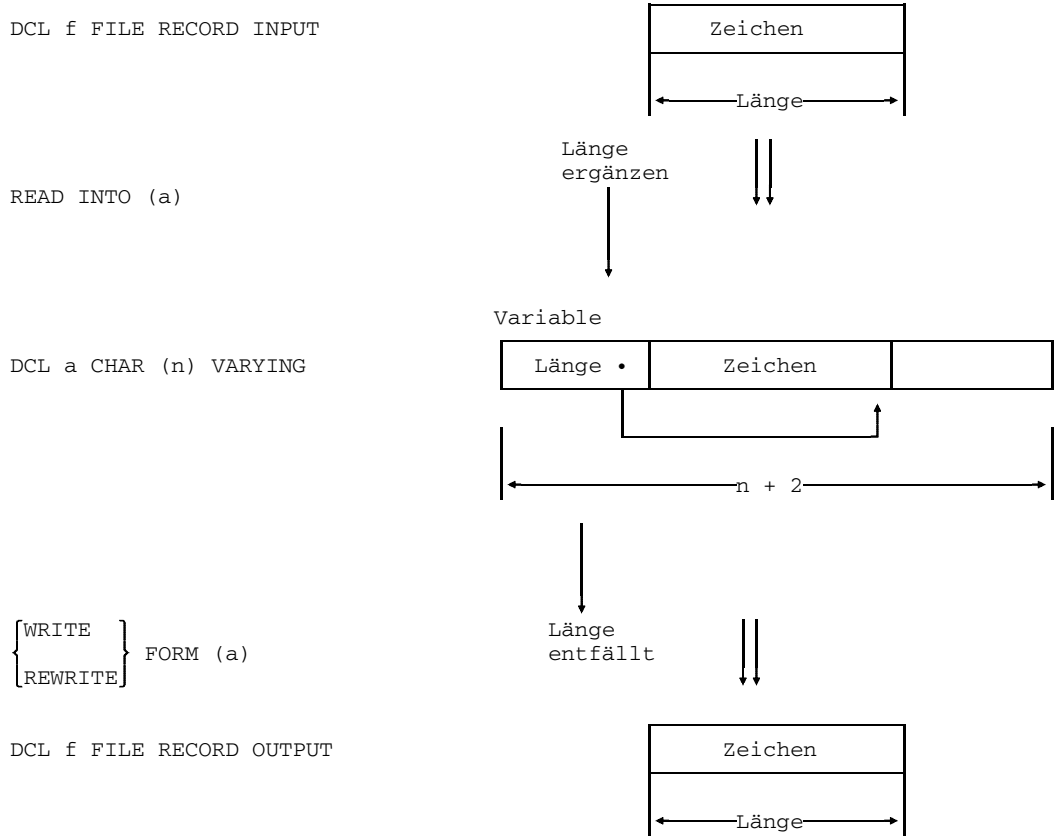 DCL f FILE RECORD INPUT
Zeichen
Länge
Länge
ergänzen
READ INTO (a)
Variable
DCL a CHAR (n) VARYING
Länge •
Zeichen
n + 2
WRITE
REWRITE
FORM (a)
Länge
entfällt
DCL f FILE RECORD OUTPUT
Zeichen
Länge